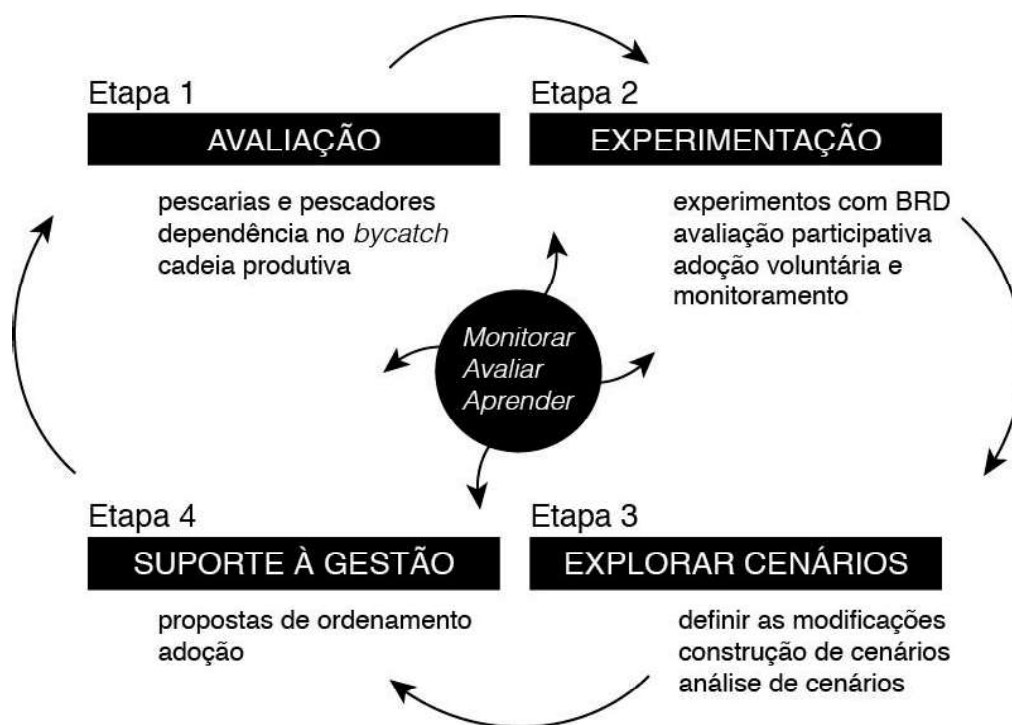 Etapa 1
AVALIAÇÃO
pescarias e pescadores
dependência no bycatch
cadeia produtiva
Etapa 2
EXPERIMENTAÇÃO
experimentos com BRD
avaliação participativa
adoção voluntária e
monitoramento
Monitorar
Avaliar
Aprender
Etapa 4
SUPORTE À GESTÃO
propostas de ordenamento
adoção
Etapa 3
EXPLORAR CENÁRIOS
definir as modificações
construção de cenários
análise de cenários